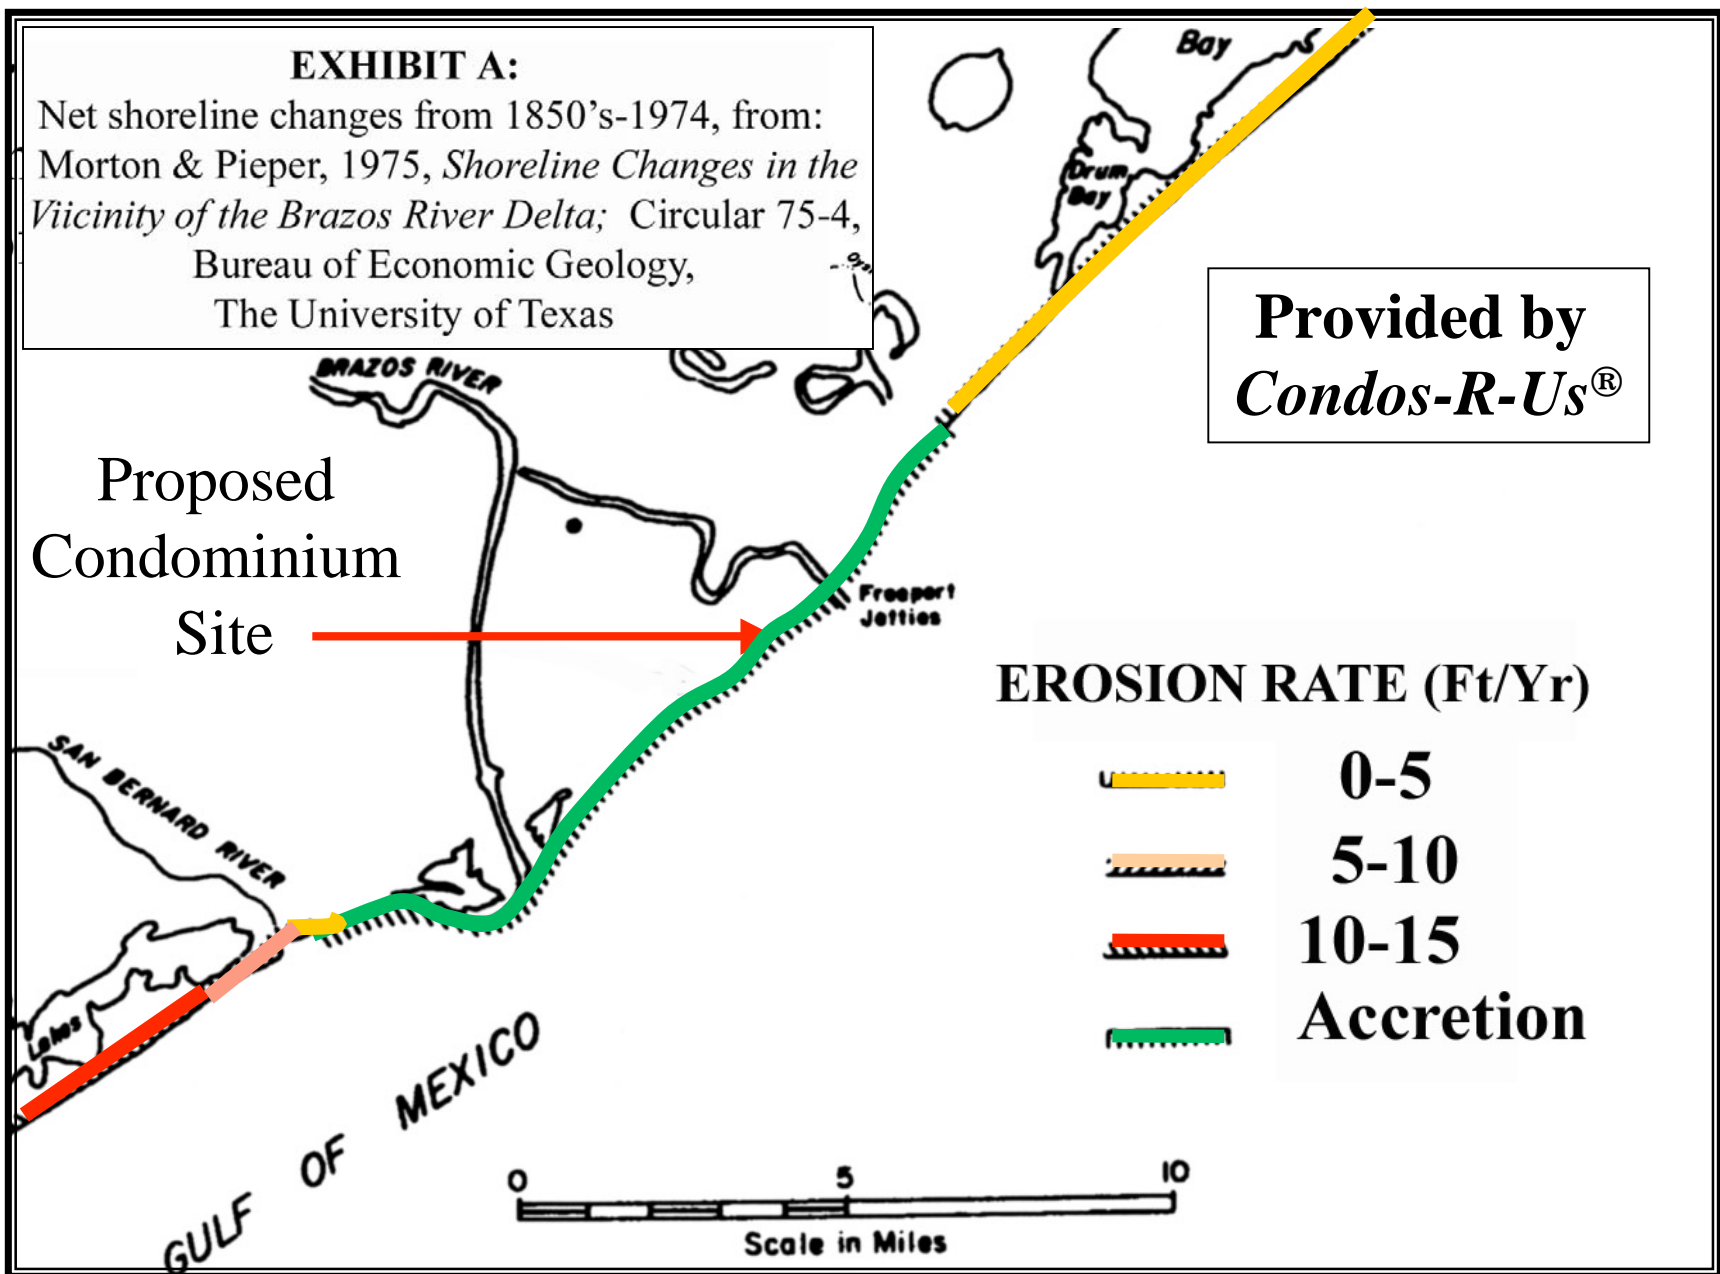 EXHIBIT A:
Net shoreline changes from 1850's-1974, from:
Morton & Pieper, 1975, Shoreline Changes in the
Viicinity of the Brazos River Delta; Circular 75-4,
Bureau of Economic Geology,
The University of Texas
Bay
Drum
Bay
Provided by
Condos-R-Us®
BRAZOS RIVER
Proposed
Condominium
Site
Freeport
Jetties
SAN BERNARD RIVER
Lakes
GULF OF MEXICO
EROSION RATE (Ft/Yr)
0-5
5-10
10-15
Accretion
0 5 10
Scale in Miles